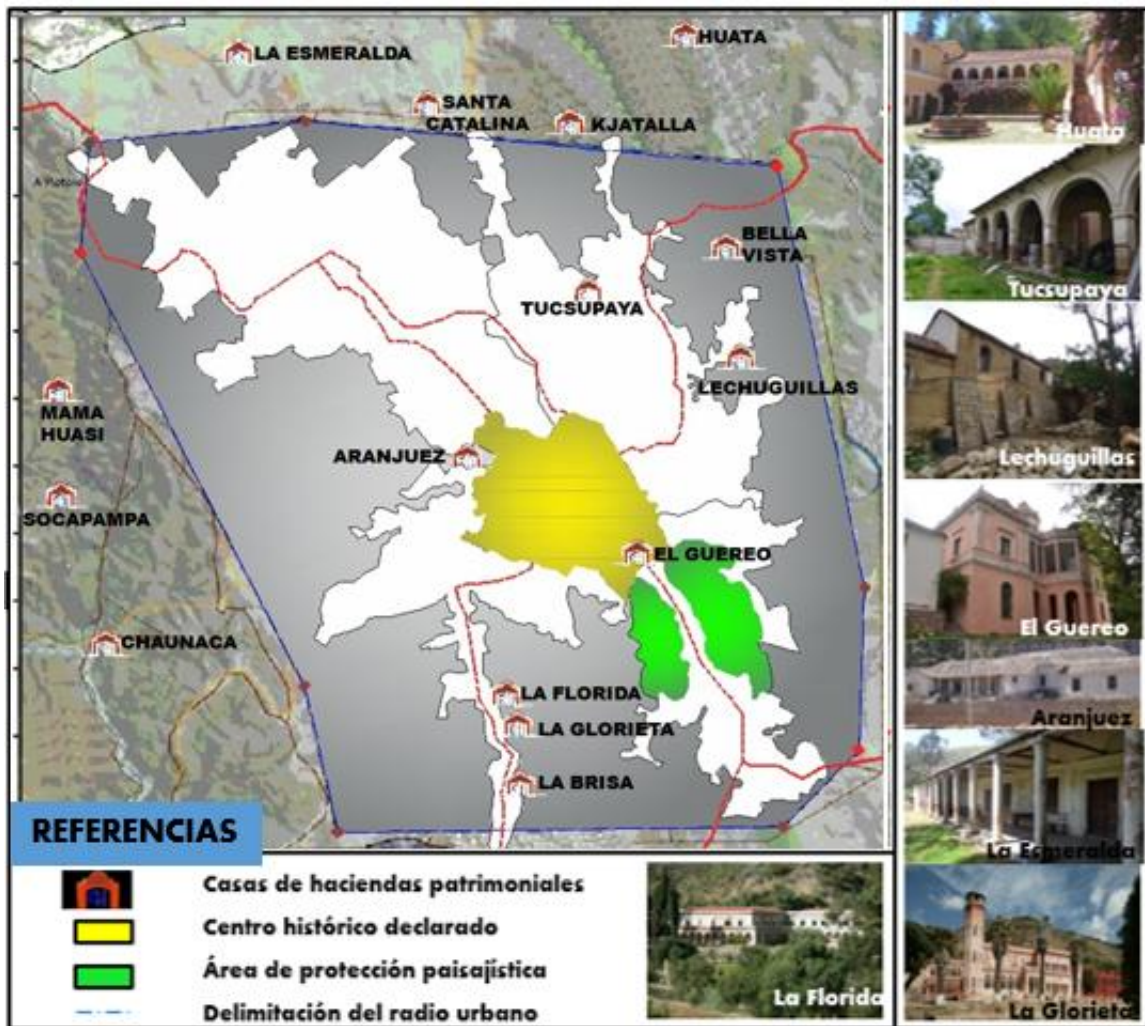 LA ESMERALDA
HUATA
SANTA
CATALINA
KJATALLA
BELLA
VISTA
TUCSUPAYA
LECHUGUILLAS
MAMA
HUASI
ARANJUEZ
SOCAPAMPA
EL GUEREO
CHAUNACA
LA FLORIDA
LA GLORIETA
LA BRISA
REFERENCIAS
Casas de haciendas patrimoniales
Centro histórico declarado
Área de protección paisajística
Delimitación del radio urbano
La Florida
Huata
Tucsupaya
Lechuguillas
El Guereo
Aranjuez
La Esmeralda
La Glorieta